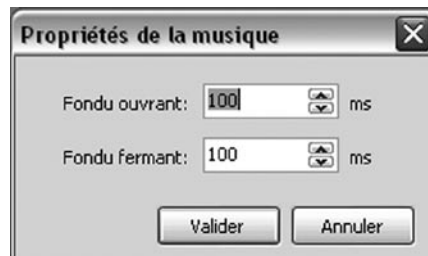 Propriétés de la musique
Fondu ouvrant: 100 ms
Fondu fermant: 100 ms
Valider Annuler